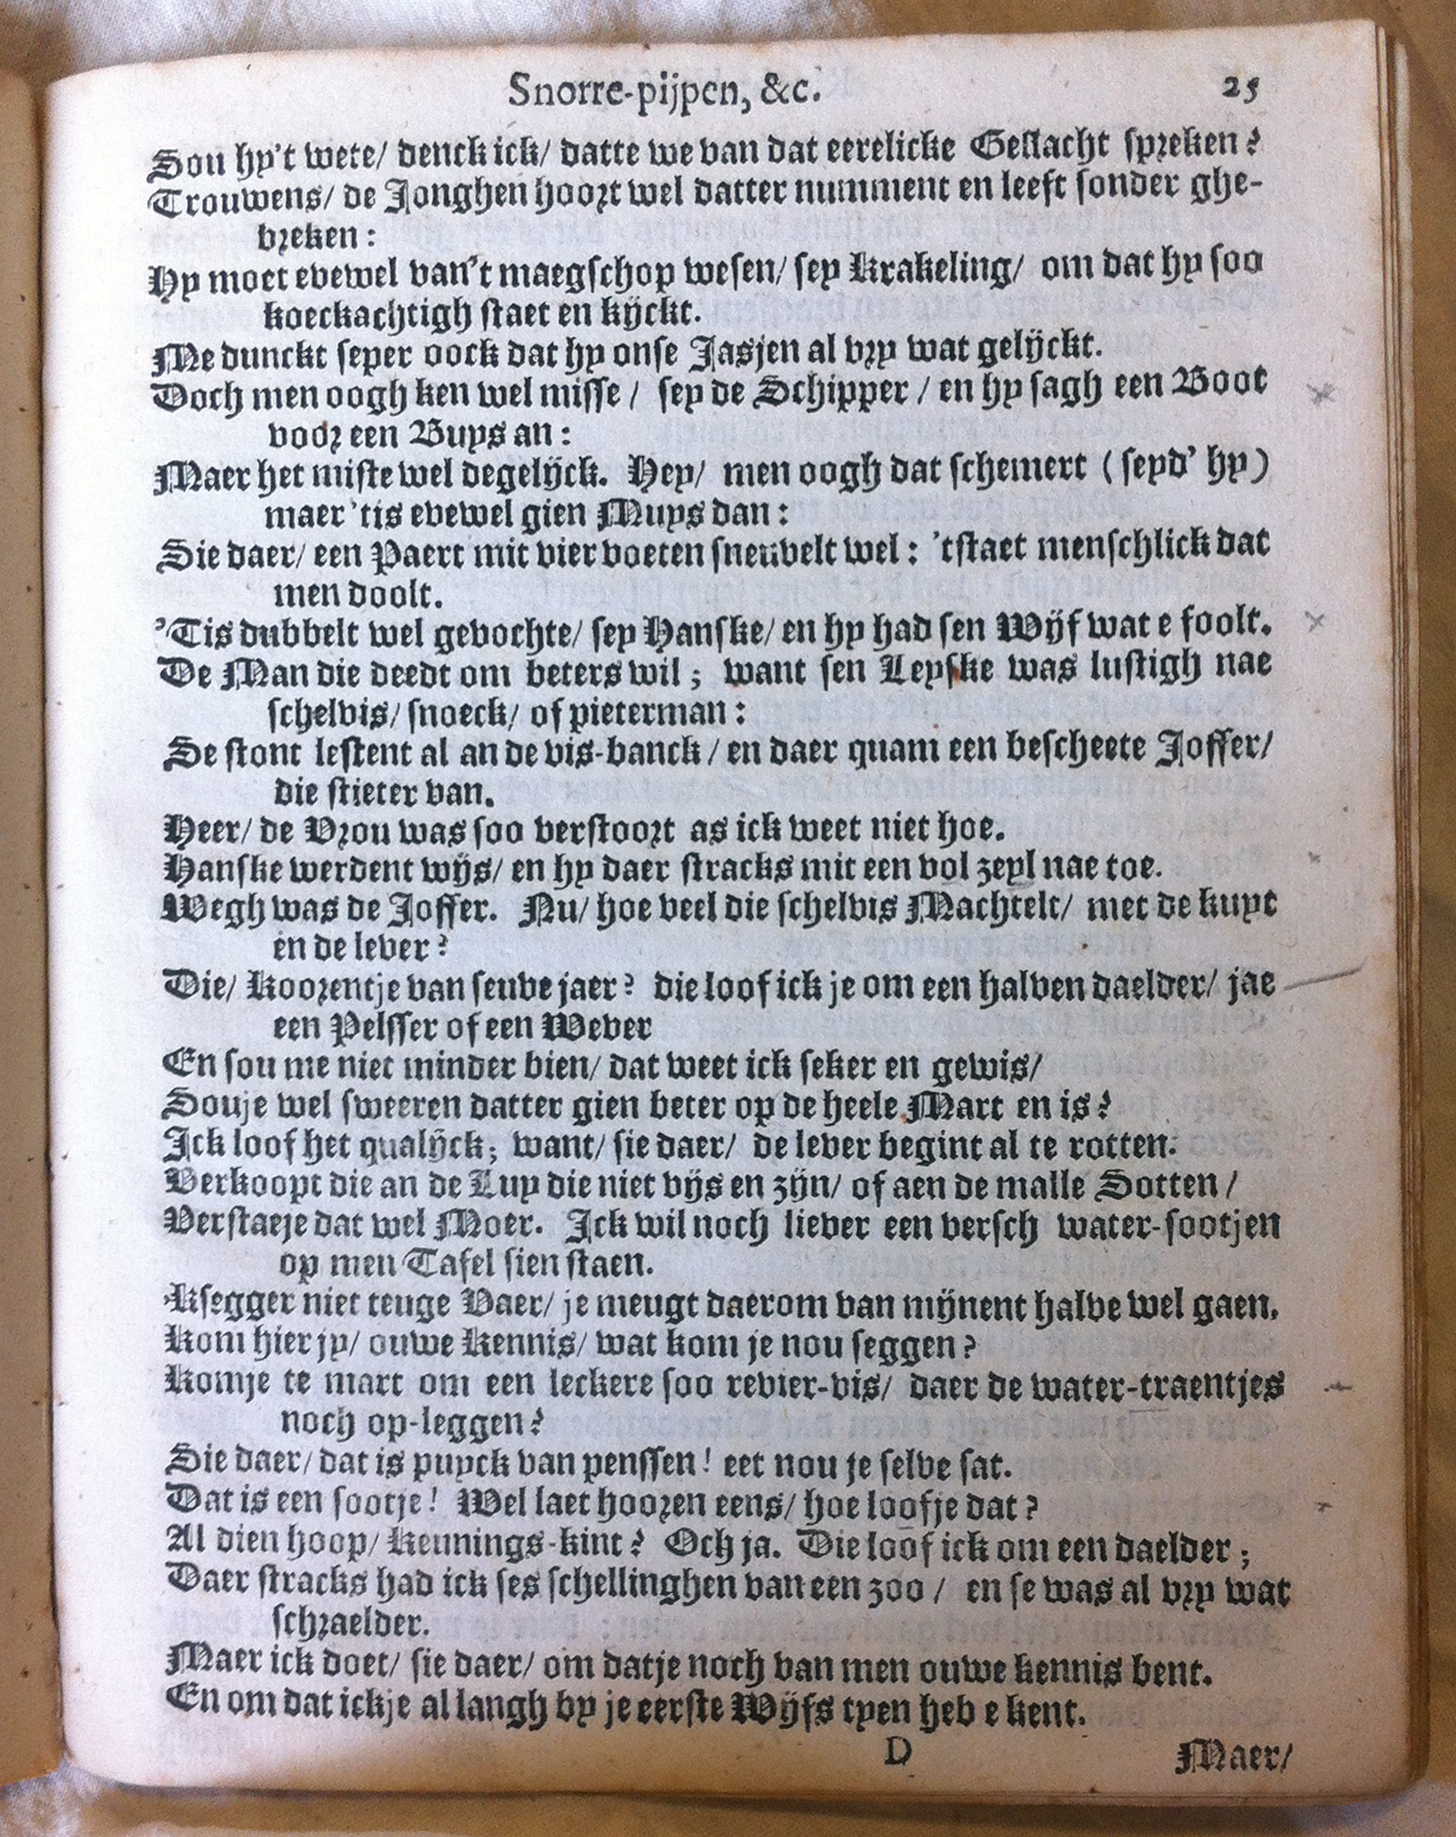 Snorre-pijpen, &c. 25
Sou hy't wete/ denck ick/ datte we van dat eerelicke Geslacht spreken?
Trouwens/ de Jonghen hoort wel datter numment en leeft sonder ghe-
breken:
Hy moet evewel van't maegschop wesen/ sey Krakeling/ om dat hy soo
koeckachtigh staet en kijckt.
Me dunckt seper oock dat hy onse Jasjen al vry wat gelijckt.
Doch men oogh ken wel misse/ sey de Schipper/ en hy sagh een Boot
voor een Buys an:
Maer het miste wel degelijck. Hey/ men oogh dat schemert (seyd' hy)
maer 'tis evewel gien Muys dan:
Sie daer/ een Paert mit vier voeten sneuvelt wel: 'tstaet menschlick dat
men doolt.
'Tis dubbelt wel gevochte/ sey Hanske/ en hy had sen Wijf wat e foolt.
De Man die deedt om beters wil; want sen Leyske was lustigh nae
schelvis/ snoeck/ of pieterman:
Se stont lestent al an de vis-banck/ en daer quam een bescheete Joffer/
die stieter van.
Heer/ de Vrou was soo verstoort as ick weet niet hoe.
Hanske werdent wijs/ en hy daer stracks mit een vol zeyl nae toe.
Wegh was de Joffer. Nu/ hoe veel die schelvis Machtelt/ met de kuyt
en de lever?
Die/ Koorentje van seuve jaer? die loof ick je om een halven daelder/ jae
een Pelsser of een Wever
En sou me niet minder bien/ dat weet ick seker en gewis/
Souje wel sweeren datter gien beter op de heele Mart en is?
Ick loof het qualijck; want/ sie daer/ de lever begint al te rotten.
Verkoopt die an de Luy die niet vijs en zijn/ of aen de malle Sotten/
Verstaeje dat wel Moer. Ick wil noch liever een versch water-sootjen
op men Tafel sien staen.
'Ksegger niet teuge Vaer/ je meugt daerom van mijnent halve wel gaen.
Kom hier jy/ ouwe Kennis/ wat kom je nou seggen?
Komje te mart om een leckere soo revier-vis/ daer de water-traentjes
noch op-leggen?
Sie daer/ dat is puyck van penssen! eet nou je selve sat.
Dat is een sootje! Wel laet hooren eens/ hoe loofje dat?
Al dien hoop/ Keunings-kint? Och ja. Die loof ick om een daelder;
Daer stracks had ick ses schellinghen van een zoo/ en se was al vry wat
schraelder.
Maer ick doet/ sie daer/ om datje noch van men ouwe kennis bent.
En om dat ickje al langh by je eerste Wijfs tyen heb e kent.
D Maer/